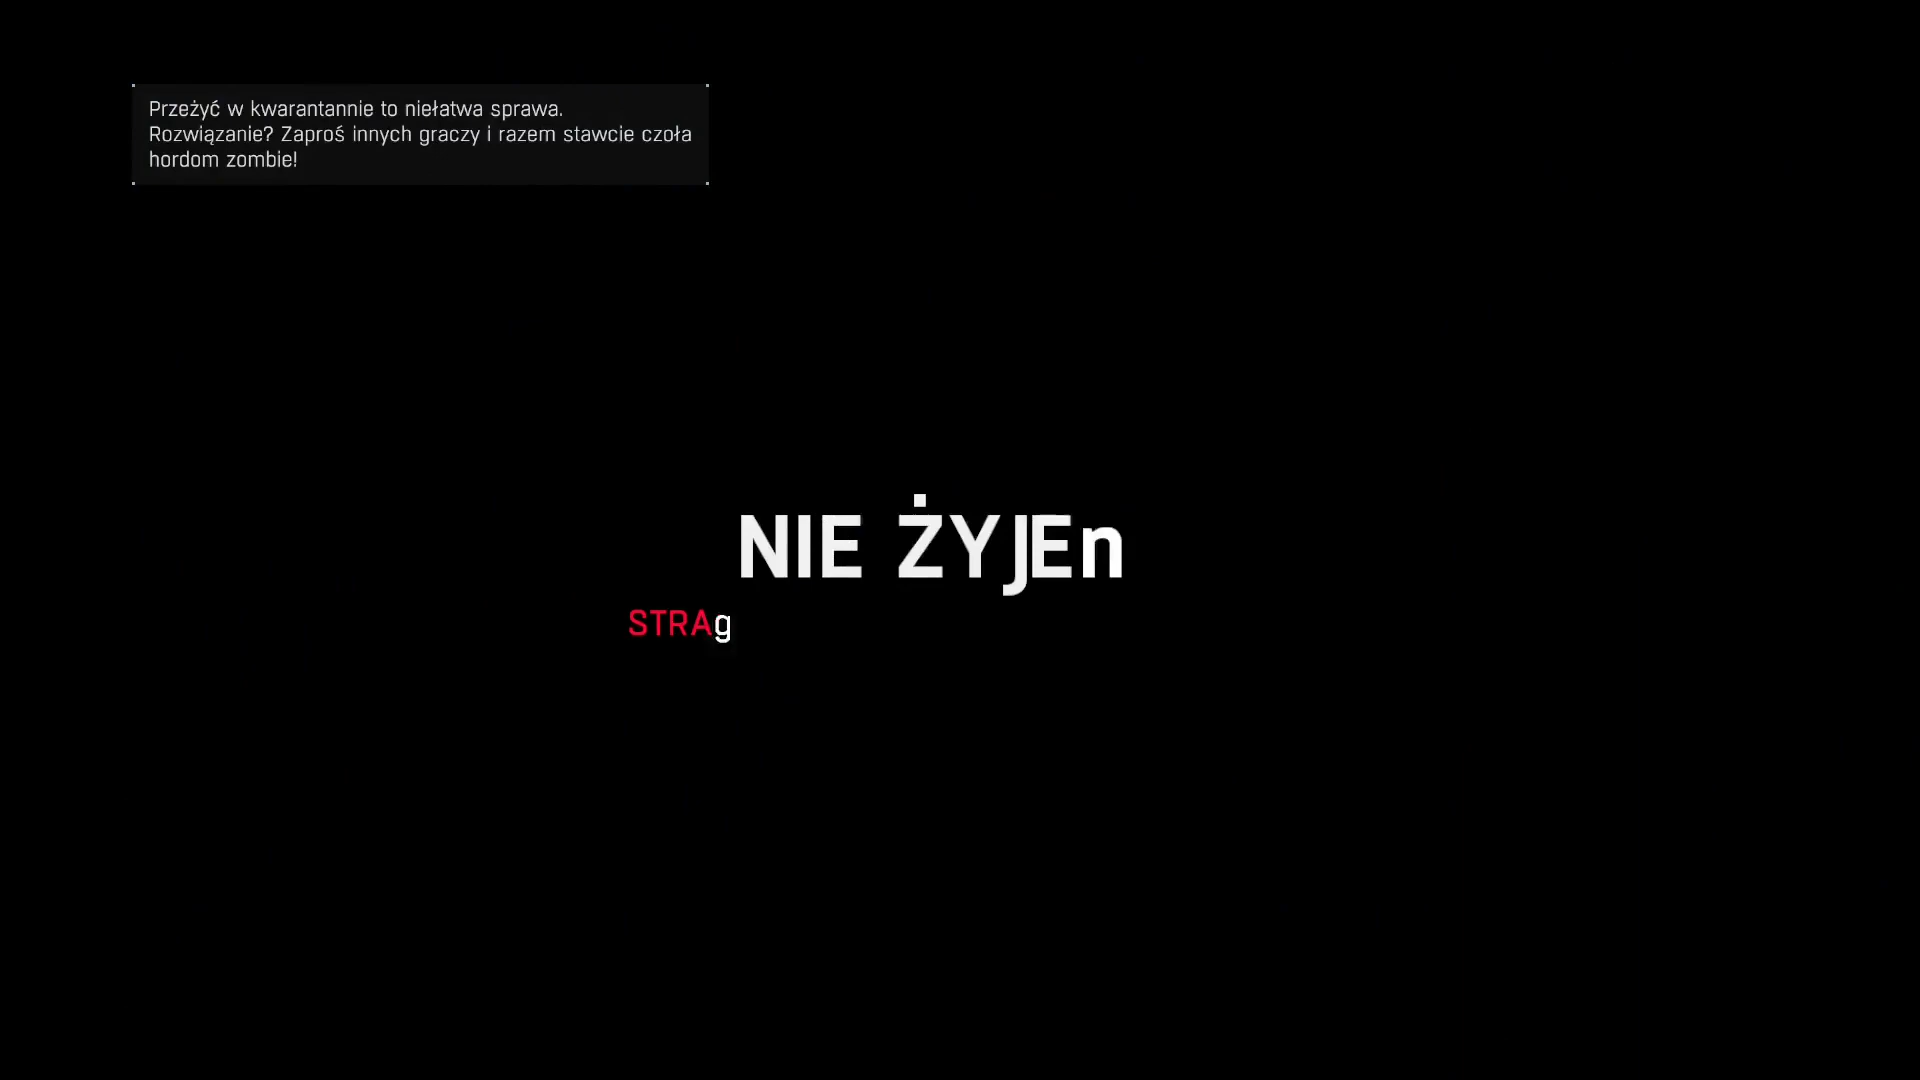 Przeżyć w kwarantannie to niełatwa sprawa.
Rozwiązanie? Zaproś innych graczy i razem stawcie czoła
hordom zombie!
NIE ŻYJEn
STRAg